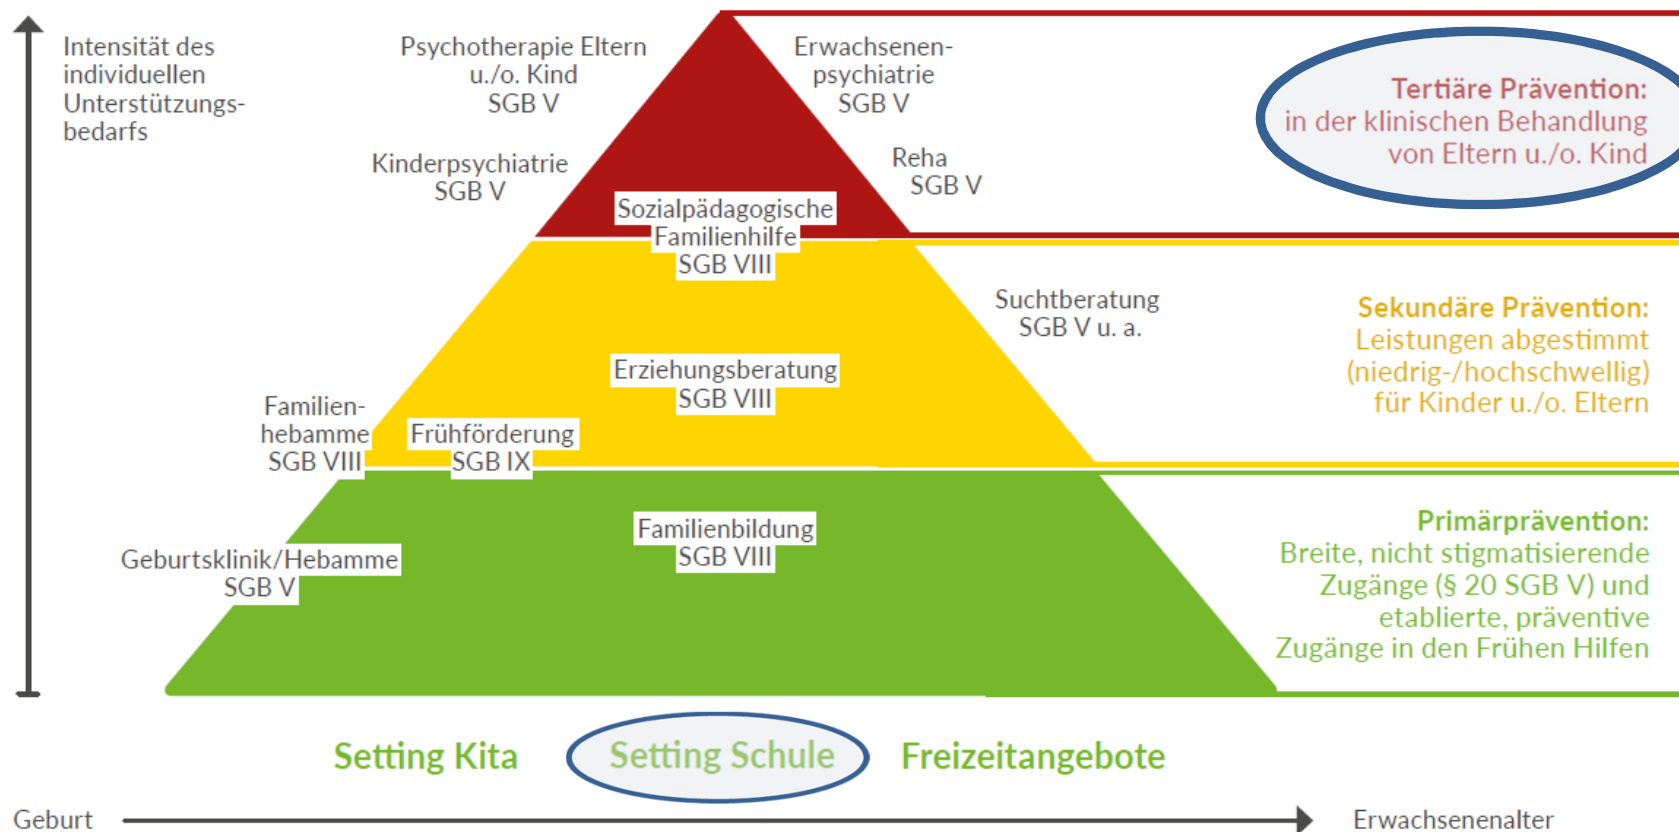 Intensität des
individuellen
Unterstützungs-
bedarfs
Psychotherapie Eltern
u./o. Kind
SGB V
Erwachsenen-
psychiatrie
SGB V
Kinderpsychiatrie
SGB V
Reha
SGB V
Tertiäre Prävention:
in der klinischen Behandlung
von Eltern u./o. Kind
Sozialpädagogische
Familienhilfe
SGB VIII
Suchtberatung
SGB V u. a.
Erziehungsberatung
SGB VIII
Familien-
hebamme
SGB VIII
Frühförderung
SGB IX
Sekundäre Prävention:
Leistungen abgestimmt
(niedrig-/hochschwellig)
für Kinder u./o. Eltern
Geburtsklinik/Hebamme
SGB V
Familienbildung
SGB VIII
Primärprävention:
Breite, nicht stigmatisierende
Zugänge (§ 20 SGB V) und
etablierte, präventive
Zugänge in den Frühen Hilfen
Setting Kita
Setting Schule
Freizeitangebote
Geburt
Erwachsenenalter